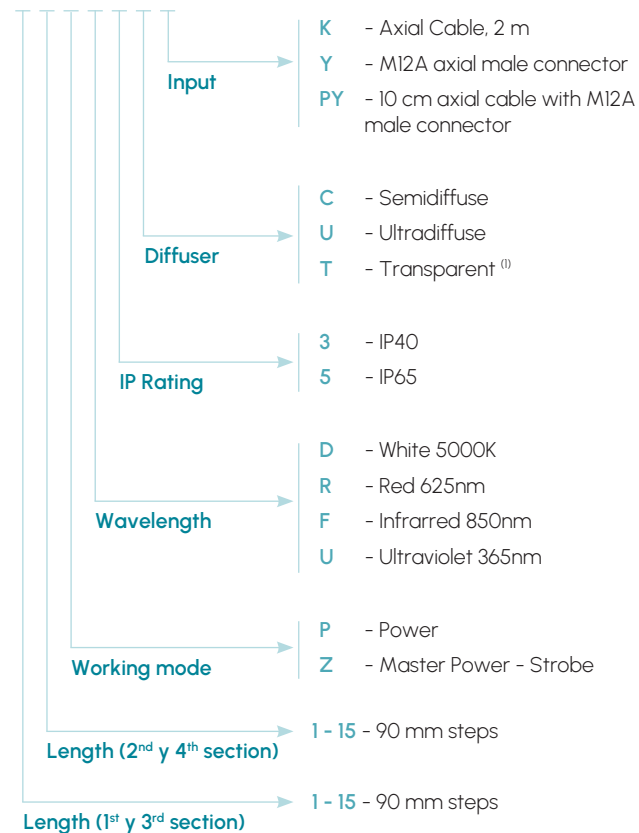 K - Axial Cable, 2 m
Y - M12A axial male connector
Input
PY - 10 cm axial cable with M12A
male connector
C - Semidiffuse
U - Ultradiffuse
Diffuser
T - Transparent (1)
3 - IP40
5 - IP65
IP Rating
D - White 5000K
R - Red 625nm
Wavelength
F - Infrarred 850nm
U - Ultraviolet 365nm
P - Power
Working mode
Z - Master Power - Strobe
1 - 15 - 90 mm steps
Length (2nd y 4th section)
1 - 15 - 90 mm steps
Length (1st y 3rd section)